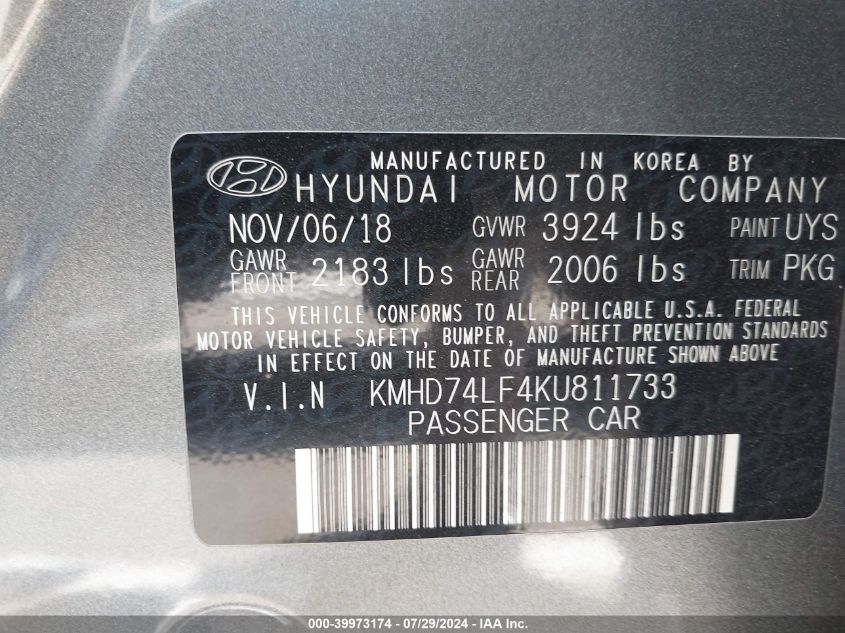 MANUFACTURED IN KOREA BY
HYUNDAI MOTOR COMPANY
NOV/06/18 GVWR 3924 lbs PAINT UYS
GAWR FRONT 2183 lbs GAWR REAR 2006 lbs TRIM PKG
THIS VEHICLE CONFORMS TO ALL APPLICABLE U.S.A. FEDERAL
MOTOR VEHICLE SAFETY, BUMPER, AND THEFT PREVENTION STANDARDS
IN EFFECT ON THE DATE OF MANUFACTURE SHOWN ABOVE
V.I.N KMHD74LF4KU811733
PASSENGER CAR
000-39973174 / 07/29/2024 - IAA Inc.